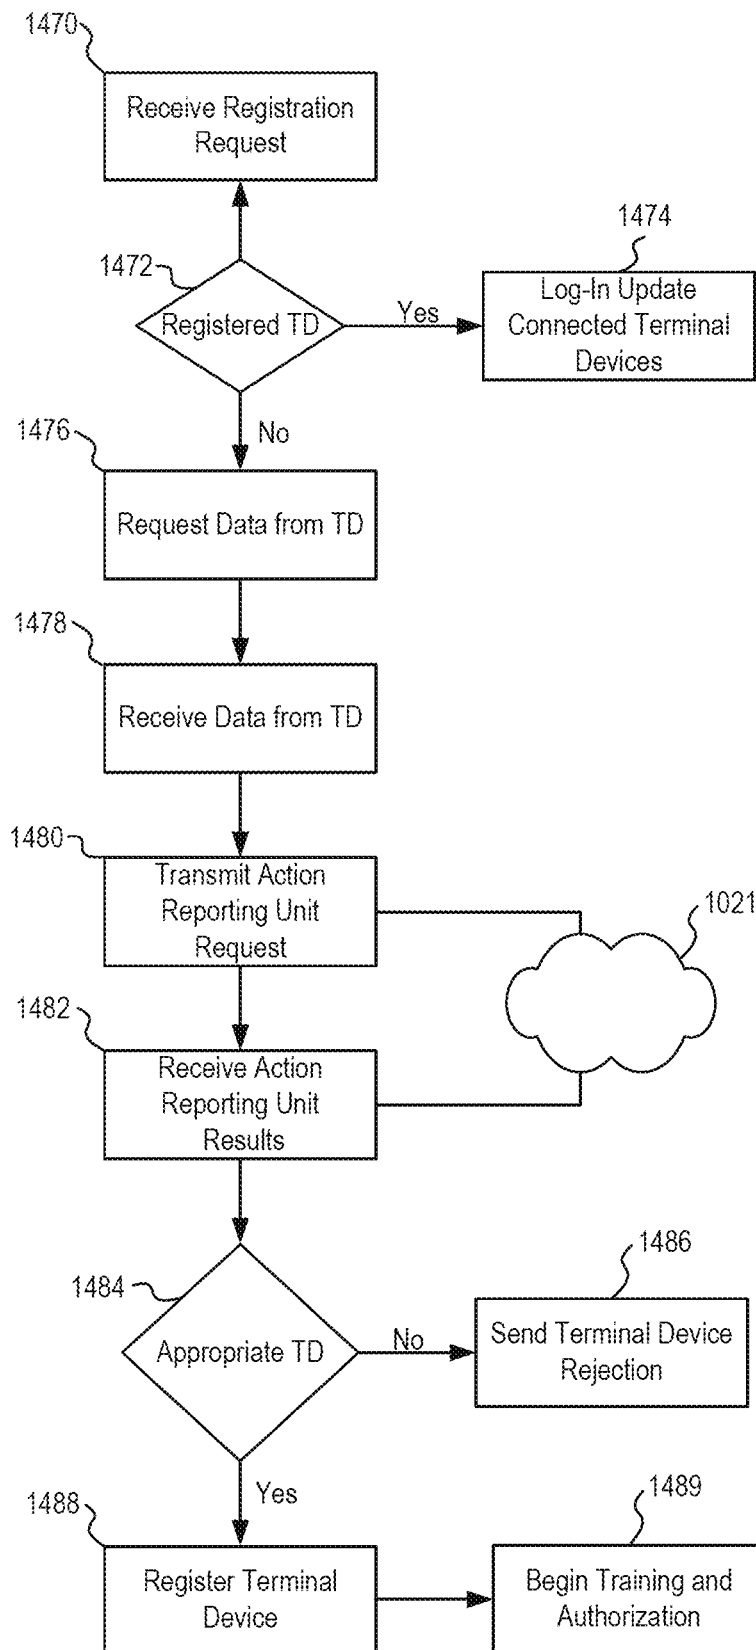 1470
Receive Registration
Request
1472
Registered TD
Yes
1474
Log-In Update
Connected Terminal
Devices
No
1476
Request Data from TD
1478
Receive Data from TD
1480
Transmit Action
Reporting Unit
Request
1021
1482
Receive Action
Reporting Unit
Results
1484
Appropriate TD
No
1486
Send Terminal Device
Rejection
Yes
1488
Register Terminal
Device
1489
Begin Training and
Authorization